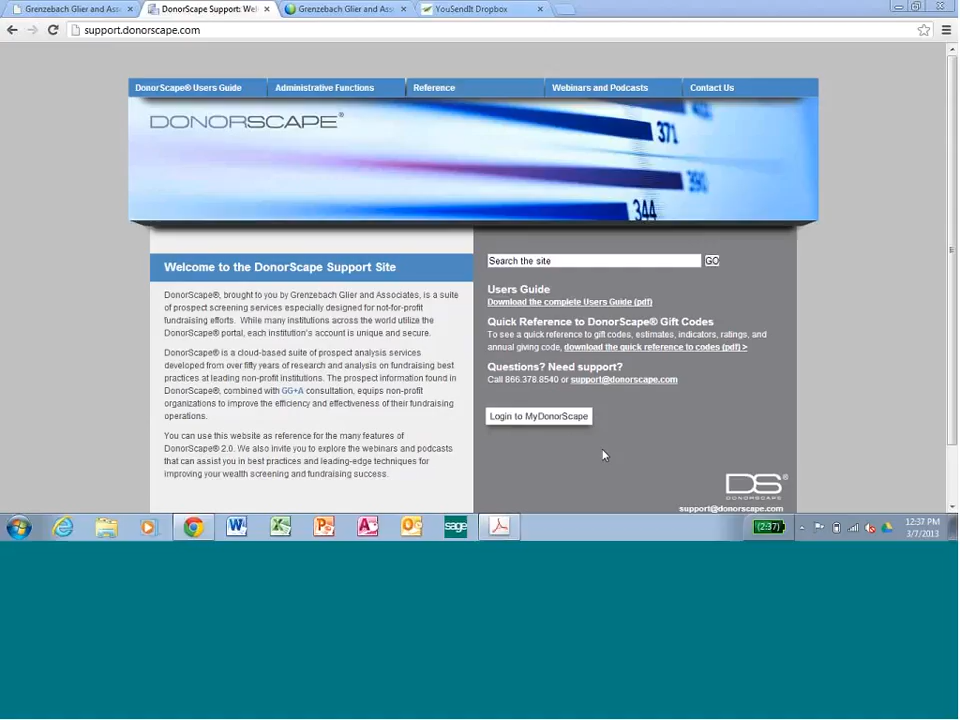 Grenzebach Glier and Ass
DonorScape Support: Wel
Grenzebach Glier and Ass
YouSendIt Dropbox
support.donorscape.com
DonorScape® Users Guide
Administrative Functions
Reference
Webinars and Podcasts
Contact Us
DONORSCAPE®
371
344
Search the site
GO
Welcome to the DonorScape Support Site
DonorScape®, brought to you by Grenzebach Glier and Associates, is a suite
of prospect screening services especially designed for not-for-profit
fundraising efforts. While many institutions across the world utilize the
DonorScape® portal, each institution's account is unique and secure.
DonorScape® is a cloud-based suite of prospect analysis services
developed from over fifty years of research and analysis on fundraising best
practices at leading non-profit institutions. The prospect information found in
DonorScape®, combined with GG+A consultation, equips non-profit
organizations to improve the efficiency and effectiveness of their fundraising
operations.
You can use this website as reference for the many features of
DonorScape® 2.0. We also invite you to explore the webinars and podcasts
that can assist you in best practices and leading-edge techniques for
improving your wealth screening and fundraising success.
Users Guide
Download the complete Users Guide (pdf)
Quick Reference to DonorScape® Gift Codes
To see a quick reference to gift codes, estimates, indicators, ratings, and
annual giving code, download the quick reference to codes (pdf) >
Questions? Need support?
Call 866.378.8540 or support@donorscape.com
Login to MyDonorScape
DS®
DONORSCAPE
support@donorscape.com
sage
(2:37)
12:37 PM
3/7/2013